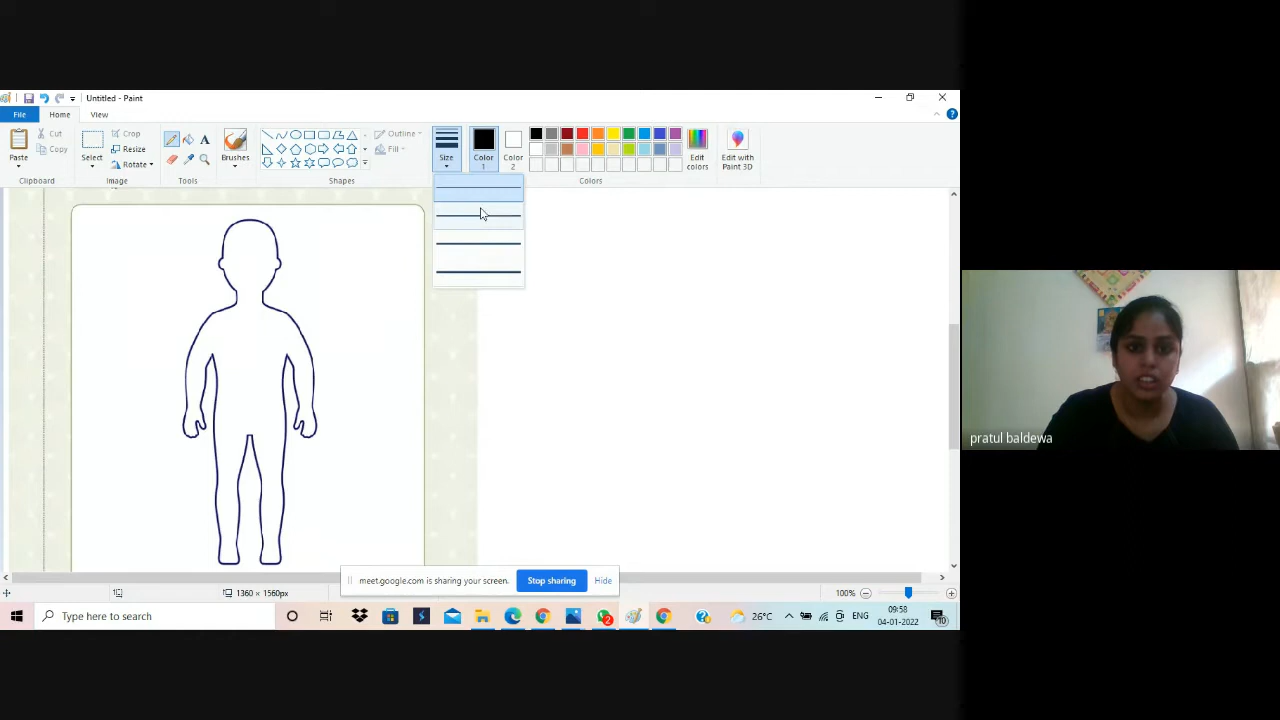 Untitled - Paint
File
Home
View
Paste
Cut
Copy
Clipboard
Select
Crop
Resize
Rotate
Image
Tools
Brushes
Shapes
Outline
Fill
Size
Color 1
Color 2
Edit colors
Edit with Paint 3D
Colors
pratul baldewa
meet.google.com is sharing your screen.
Stop sharing
Hide
1360 × 1560px
100%
Type here to search
2
26°C
ENG
09:58
04-01-2022
10